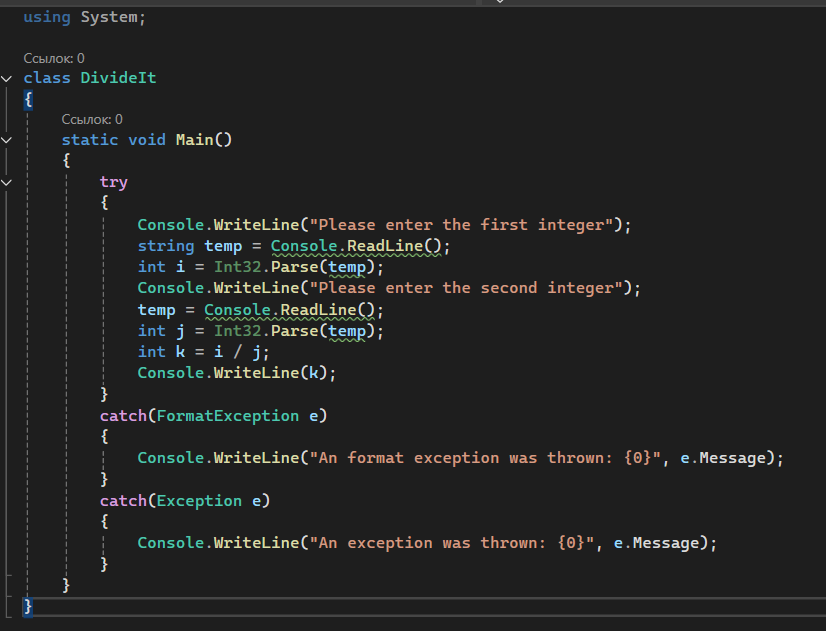 using System;
Ссылок: 0
class DivideIt
{
Ссылок: 0
static void Main()
{
try
{
Console.WriteLine("Please enter the first integer");
string temp = Console.ReadLine();
int i = Int32.Parse(temp);
Console.WriteLine("Please enter the second integer");
temp = Console.ReadLine();
int j = Int32.Parse(temp);
int k = i / j;
Console.WriteLine(k);
}
catch(FormatException e)
{
Console.WriteLine("An format exception was thrown: {0}", e.Message);
}
catch(Exception e)
{
Console.WriteLine("An exception was thrown: {0}", e.Message);
}
}
}